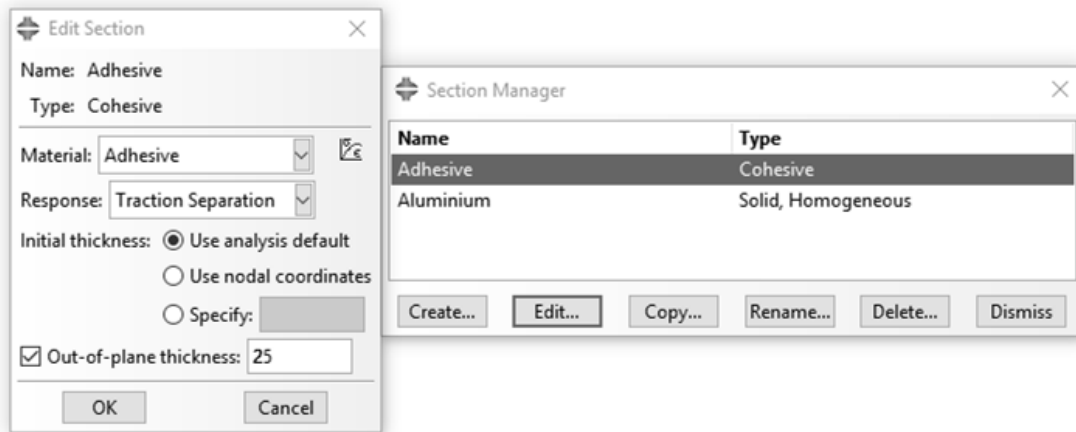 Edit Section
Name: Adhesive
Type: Cohesive
Material: Adhesive
Response: Traction Separation
Initial thickness: Use analysis default
Use nodal coordinates
Specify:
Out-of-plane thickness: 25
OK Cancel
Section Manager
Name Type
Adhesive Cohesive
Aluminium Solid, Homogeneous
Create... Edit... Copy... Rename... Delete... Dismiss